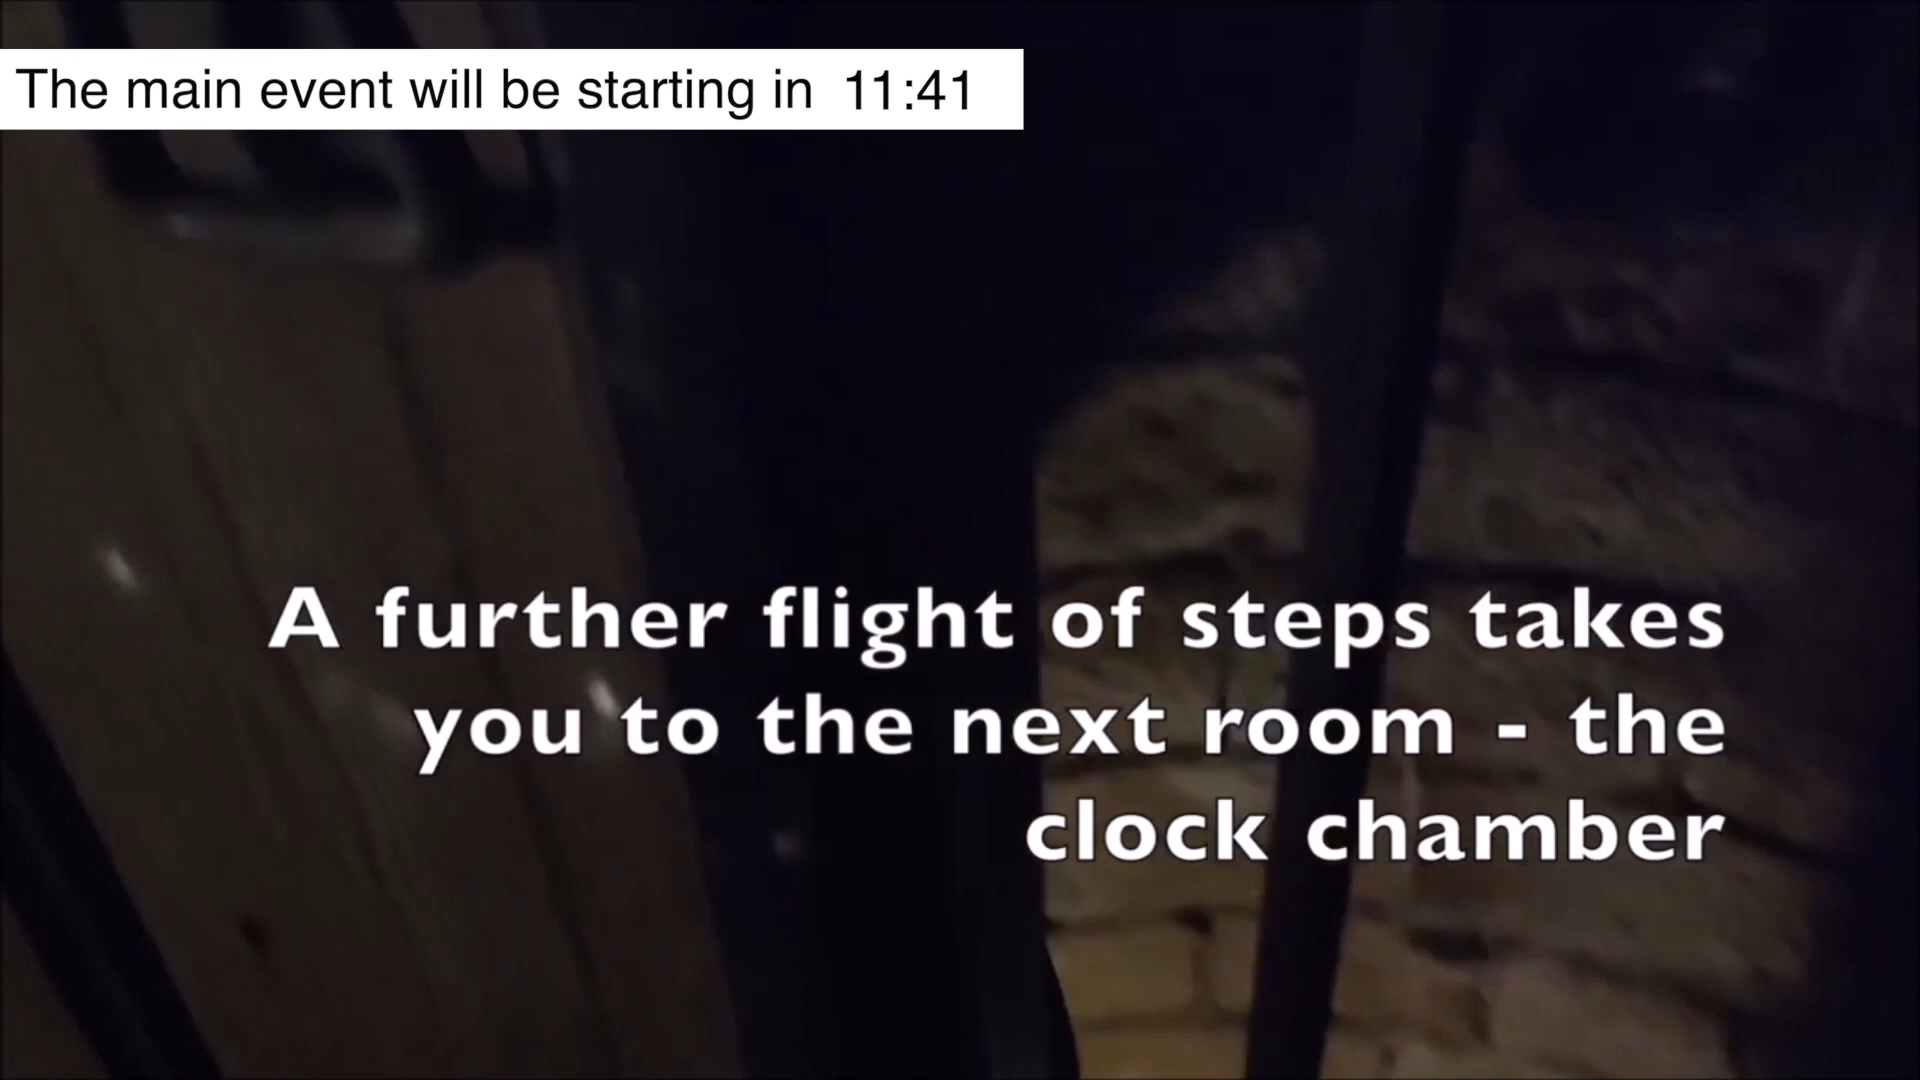 The main event will be starting in 11:41
A further flight of steps takes
you to the next room - the
clock chamber